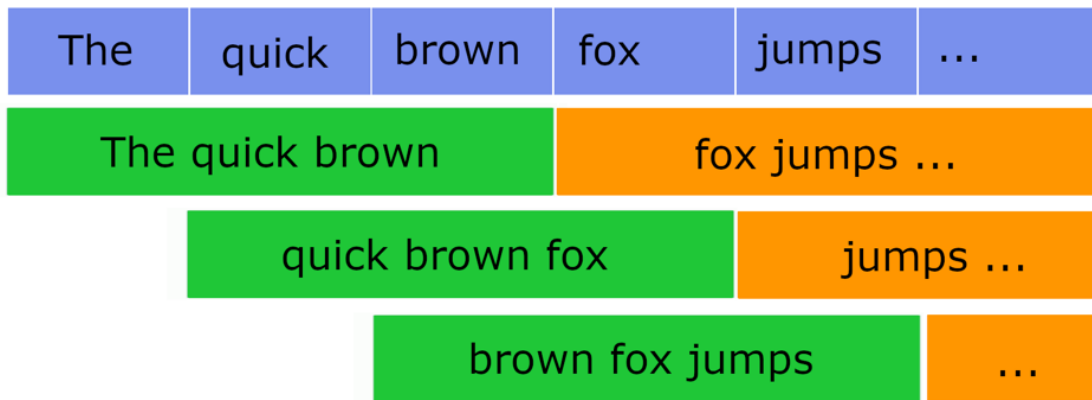 The quick brown fox jumps ...
The quick brown fox jumps ...
quick brown fox jumps ...
brown fox jumps ...